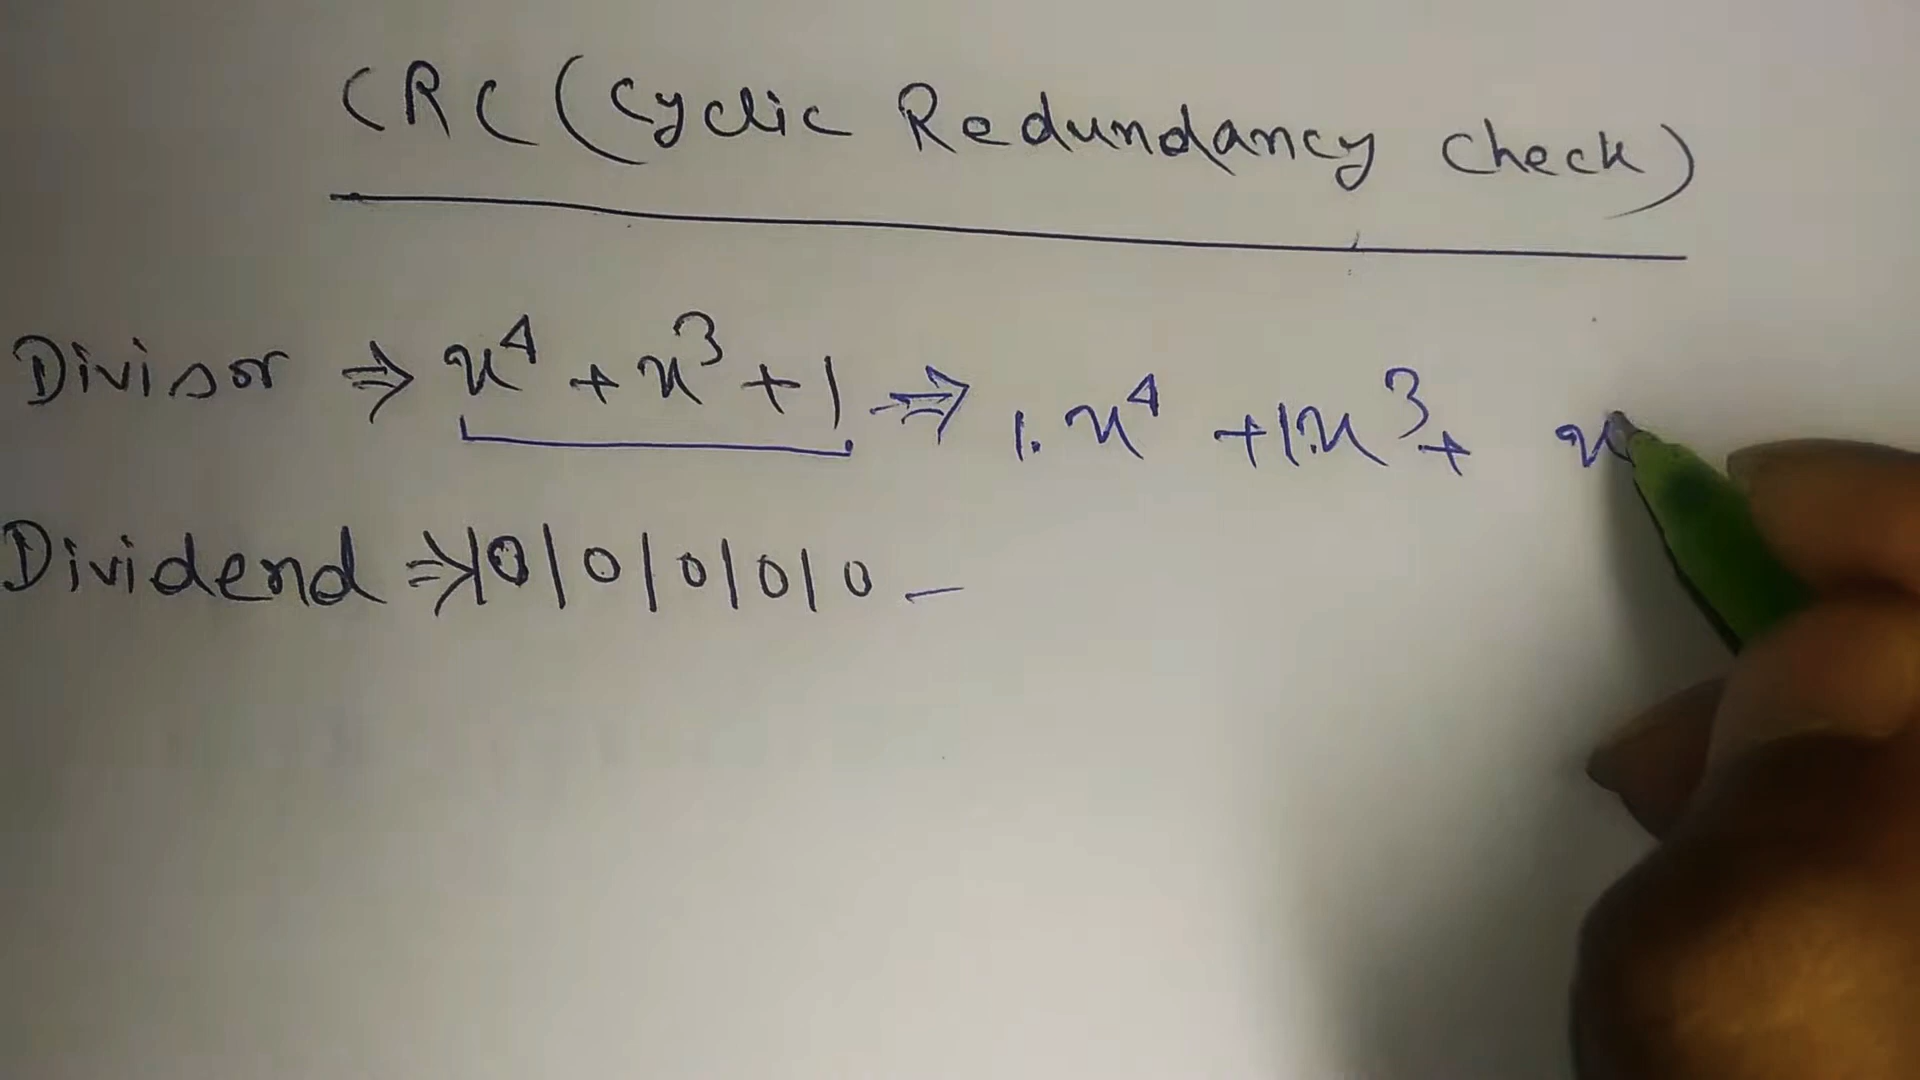 CRC (Cyclic Redundancy Check)
Divisor ⇒ x⁴ + x³ + 1 ⇒ 1.x⁴ + 1.x³ + x
Dividend ⇒ 1010101010 –